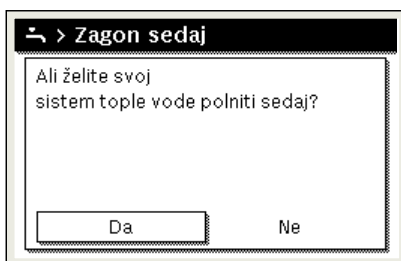 > Zagon sedaj
Ali želite svoj
sistem tople vode polniti sedaj?
Da
Ne